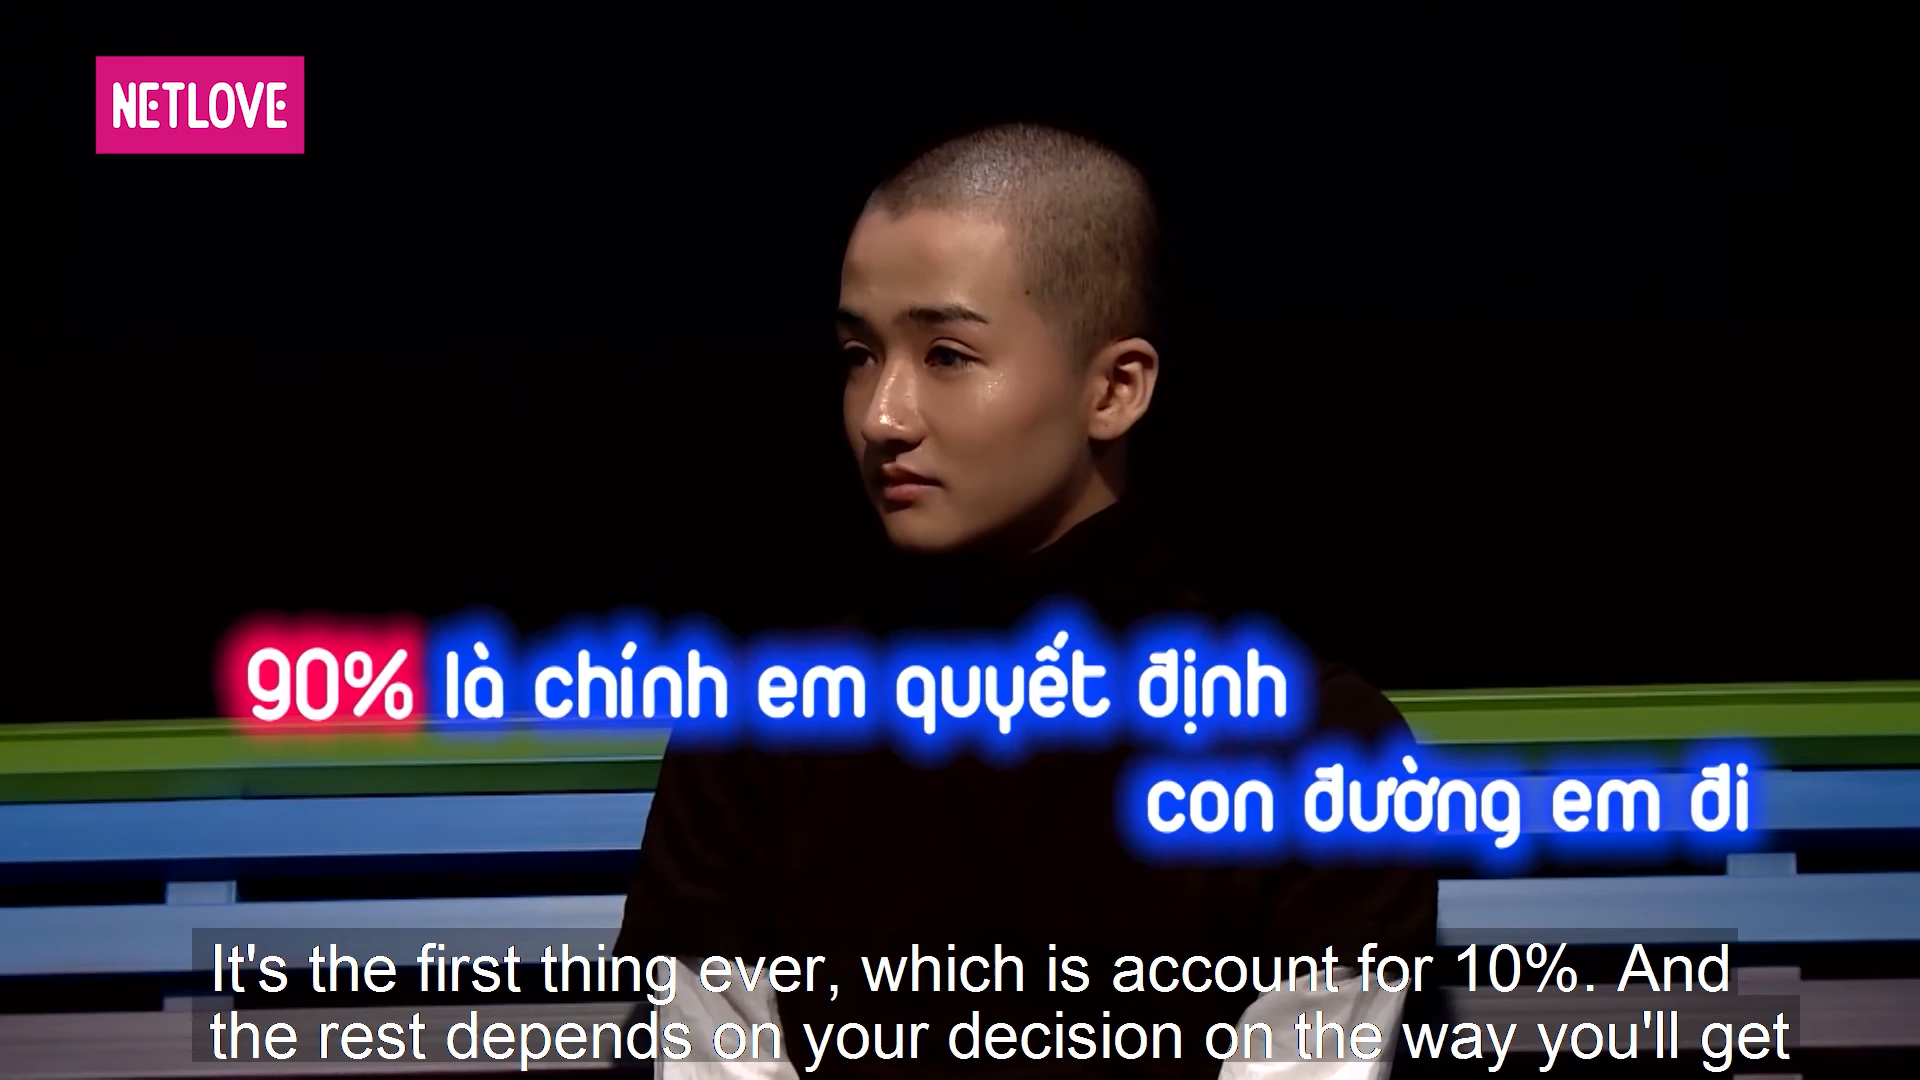 NETLOVE
90% là chính em quyết định
con đường em đi
It's the first thing ever, which is account for 10%. And
the rest depends on your decision on the way you'll get